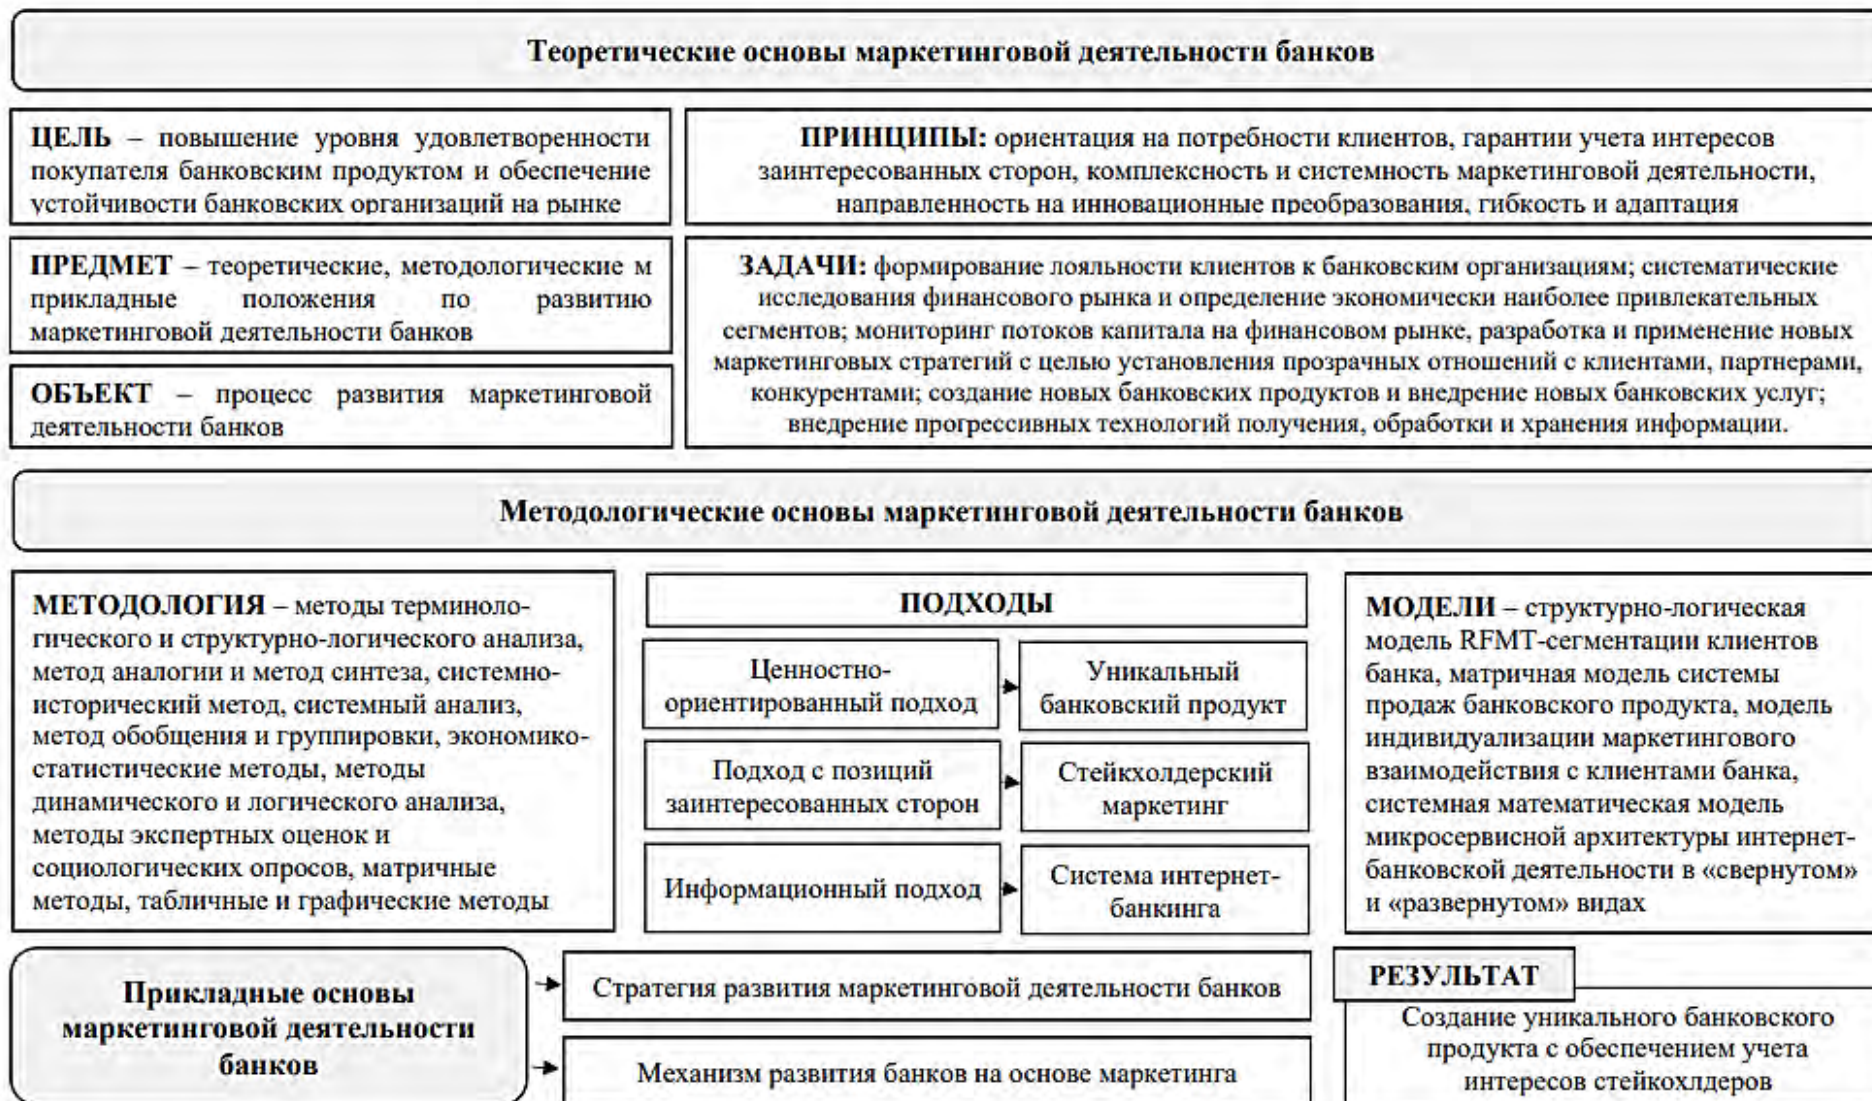 Теоретические основы маркетинговой деятельности банков
ЦЕЛЬ – повышение уровня удовлетворенности
покупателя банковским продуктом и обеспечение
устойчивости банковских организаций на рынке
ПРИНЦИПЫ: ориентация на потребности клиентов, гарантии учета интересов
заинтересованных сторон, комплексность и системность маркетинговой деятельности,
направленность на инновационные преобразования, гибкость и адаптация
ПРЕДМЕТ – теоретические, методологические м
прикладные положения по развитию
маркетинговой деятельности банков
ОБЪЕКТ – процесс развития маркетинговой
деятельности банков
ЗАДАЧИ: формирование лояльности клиентов к банковским организациям; систематические
исследования финансового рынка и определение экономически наиболее привлекательных
сегментов; мониторинг потоков капитала на финансовом рынке, разработка и применение новых
маркетинговых стратегий с целью установления прозрачных отношений с клиентами, партнерами,
конкурентами; создание новых банковских продуктов и внедрение новых банковских услуг;
внедрение прогрессивных технологий получения, обработки и хранения информации.
Методологические основы маркетинговой деятельности банков
МЕТОДОЛОГИЯ – методы терминоло-
гического и структурно-логического анализа,
метод аналогии и метод синтеза, системно-
исторический метод, системный анализ,
метод обобщения и группировки, экономико-
статистические методы, методы
динамического и логического анализа,
методы экспертных оценок и
социологических опросов, матричные
методы, табличные и графические методы
ПОДХОДЫ
Ценностно-
ориентированный подход
Уникальный
банковский продукт
Подход с позиций
заинтересованных сторон
Стейкхолдерский
маркетинг
Информационный подход
Система интернет-
банкинга
МОДЕЛИ – структурно-логическая
модель RFMT-сегментации клиентов
банка, матричная модель системы
продаж банковского продукта, модель
индивидуализации маркетингового
взаимодействия с клиентами банка,
системная математическая модель
микросервисной архитектуры интернет-
банковской деятельности в «свернутом»
и «развернутом» видах
Прикладные основы
маркетинговой деятельности
банков
Стратегия развития маркетинговой деятельности банков
Механизм развития банков на основе маркетинга
РЕЗУЛЬТАТ
Создание уникального банковского
продукта с обеспечением учета
интересов стейкохлдеров